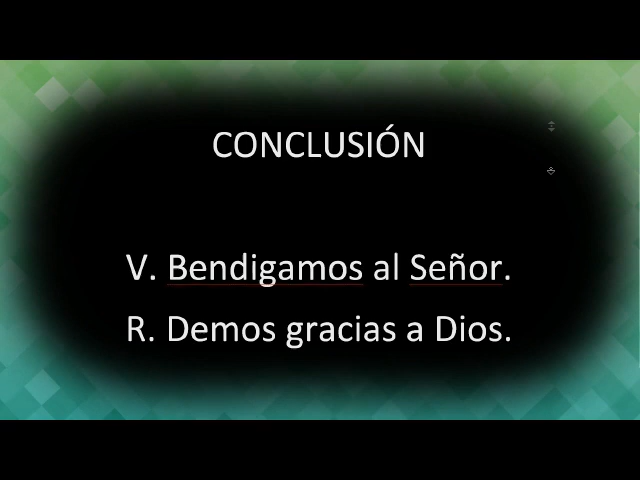 CONCLUSIÓN
V. Bendigamos al Señor.
R. Demos gracias a Dios.